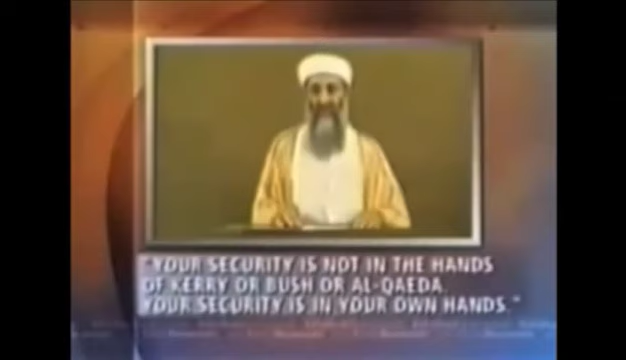 "YOUR SECURITY IS NOT IN THE HANDS
OF KERRY OR BUSH OR AL-QAEDA.
YOUR SECURITY IS IN YOUR OWN HANDS."